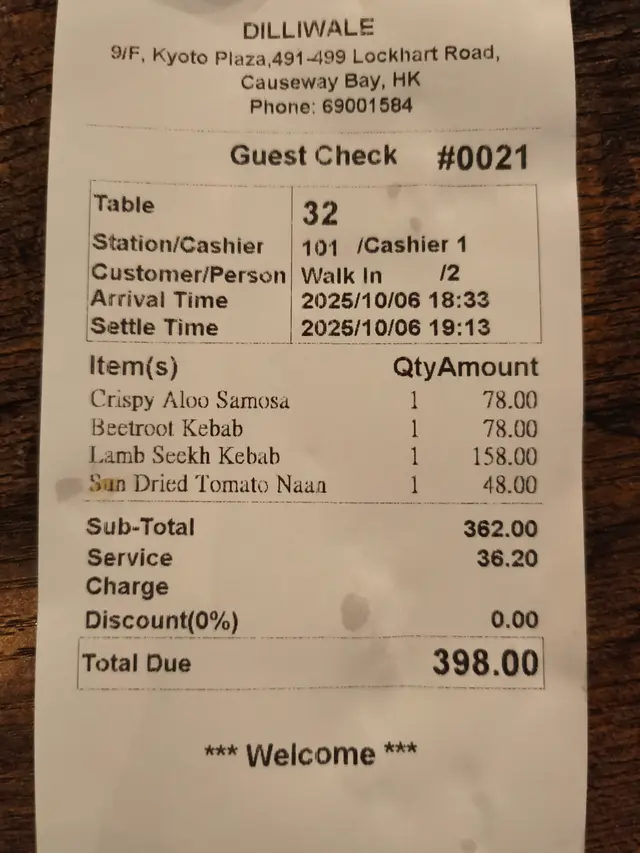 DILLIWALE
9/F, Kyoto Plaza,491-499 Lockhart Road,
Causeway Bay, HK
Phone: 69001584
Guest Check #0021
Table 32
Station/Cashier 101 /Cashier 1
Customer/Person Walk In /2
Arrival Time 2025/10/06 18:33
Settle Time 2025/10/06 19:13
Item(s) QtyAmount
Crispy Aloo Samosa 1 78.00
Beetroot Kebab 1 78.00
Lamb Seekh Kebab 1 158.00
Sun Dried Tomato Naan 1 48.00
Sub-Total 362.00
Service 36.20
Charge
Discount(0%) 0.00
Total Due 398.00
*** Welcome ***